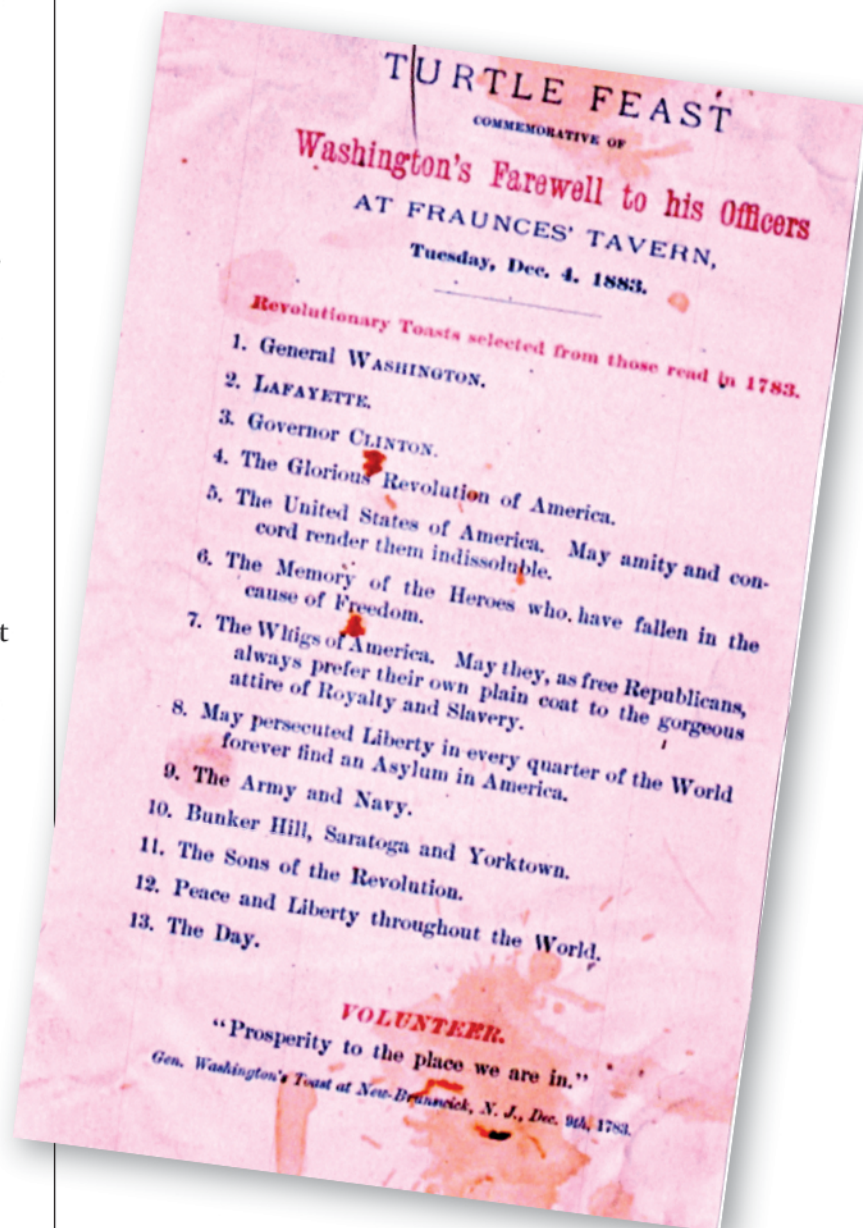 TURTLE FEAST
COMMEMORATIVE OF
Washington's Farewell to his Officers
AT FRAUNCES' TAVERN,
Tuesday, Dec. 4. 1883.
Revolutionary Toasts selected from those read in 1783.
1. General WASHINGTON.
2. LAFAYETTE.
3. Governor CLINTON.
4. The Glorious Revolution of America.
5. The United States of America. May amity and con-
cord render them indissoluble.
6. The Memory of the Heroes who have fallen in the
cause of Freedom.
7. The Whigs of America. May they, as free Republicans,
always prefer their own plain coat to the gorgeous
attire of Royalty and Slavery.
8. May persecuted Liberty in every quarter of the World
forever find an Asylum in America.
9. The Army and Navy.
10. Bunker Hill, Saratoga and Yorktown.
11. The Sons of the Revolution.
12. Peace and Liberty throughout the World.
13. The Day.
VOLUNTEER.
"Prosperity to the place we are in."
Gen. Washington's Toast at New-Brunswick, N. J., Dec. 9th, 1783.